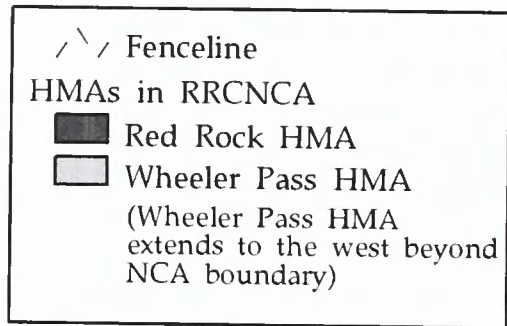 Fenceline
HMAs in RRCNCA
Red Rock HMA
Wheeler Pass HMA
(Wheeler Pass HMA
extends to the west beyond
NCA boundary)